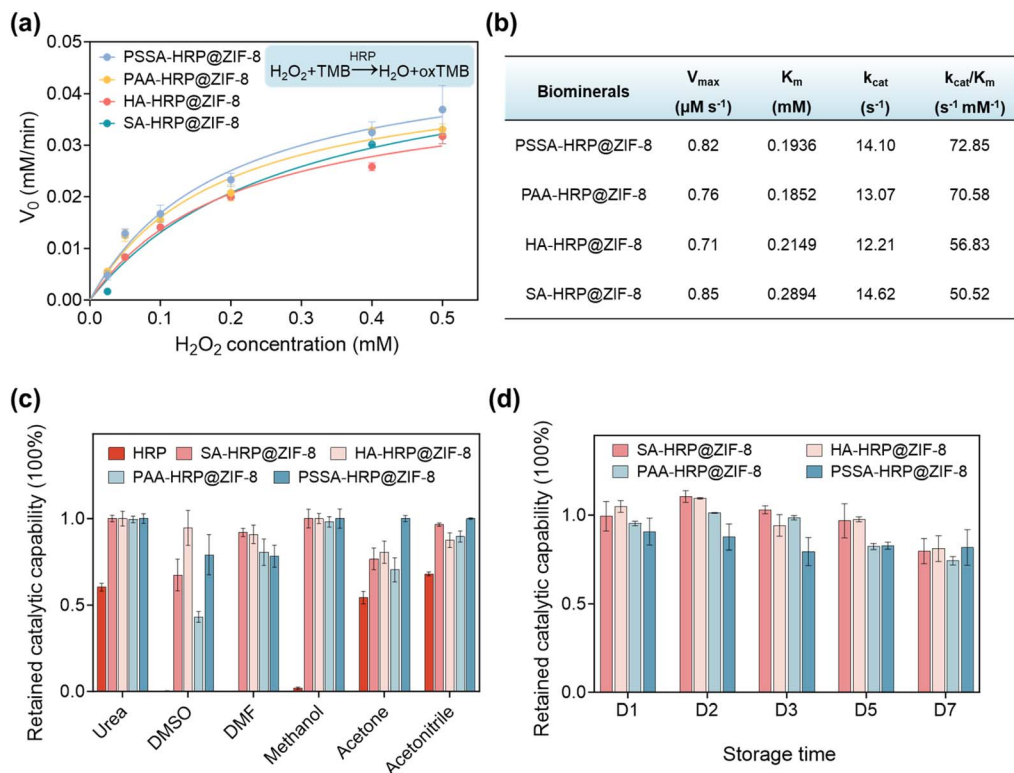 (a)
0.05
0.04
0.03
0.02
0.01
0.00
V₀ (mM/min)
PSSA-HRP@ZIF-8
PAA-HRP@ZIF-8
HA-HRP@ZIF-8
SA-HRP@ZIF-8
HRP
H₂O₂+TMB→H₂O+oxTMB
0.0 0.1 0.2 0.3 0.4 0.5
H₂O₂ concentration (mM)
(b)
Biominerals Vmax Km kcat kcat/Km
(μM s⁻¹) (mM) (s⁻¹) (s⁻¹ mM⁻¹)
PSSA-HRP@ZIF-8 0.82 0.1936 14.10 72.85
PAA-HRP@ZIF-8 0.76 0.1852 13.07 70.58
HA-HRP@ZIF-8 0.71 0.2149 12.21 56.83
SA-HRP@ZIF-8 0.85 0.2894 14.62 50.52
(c)
Retained catalytic capability (100%)
HRP SA-HRP@ZIF-8 HA-HRP@ZIF-8
PAA-HRP@ZIF-8 PSSA-HRP@ZIF-8
1.0
0.5
0.0
Urea DMSO DMF Methanol Acetone Acetonitrile
(d)
Retained catalytic capability (100%)
SA-HRP@ZIF-8 HA-HRP@ZIF-8
PAA-HRP@ZIF-8 PSSA-HRP@ZIF-8
1.0
0.5
0.0
D1 D2 D3 D5 D7
Storage time